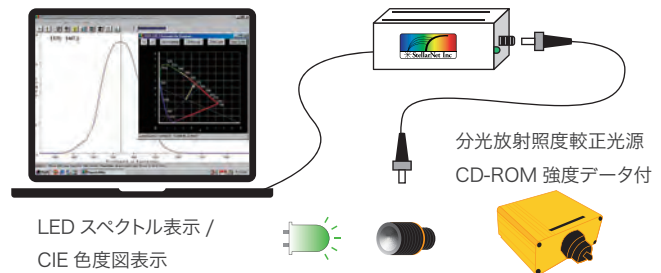 StellarNet Inc
分光放射照度較正光源
CD-ROM 強度データ付
LED スペクトル表示 /
CIE 色度図表示